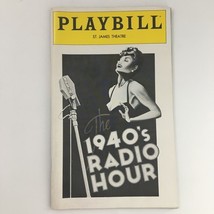 PLAYBILL
ST. JAMES THEATRE
The
1940's
RADIO
HOUR